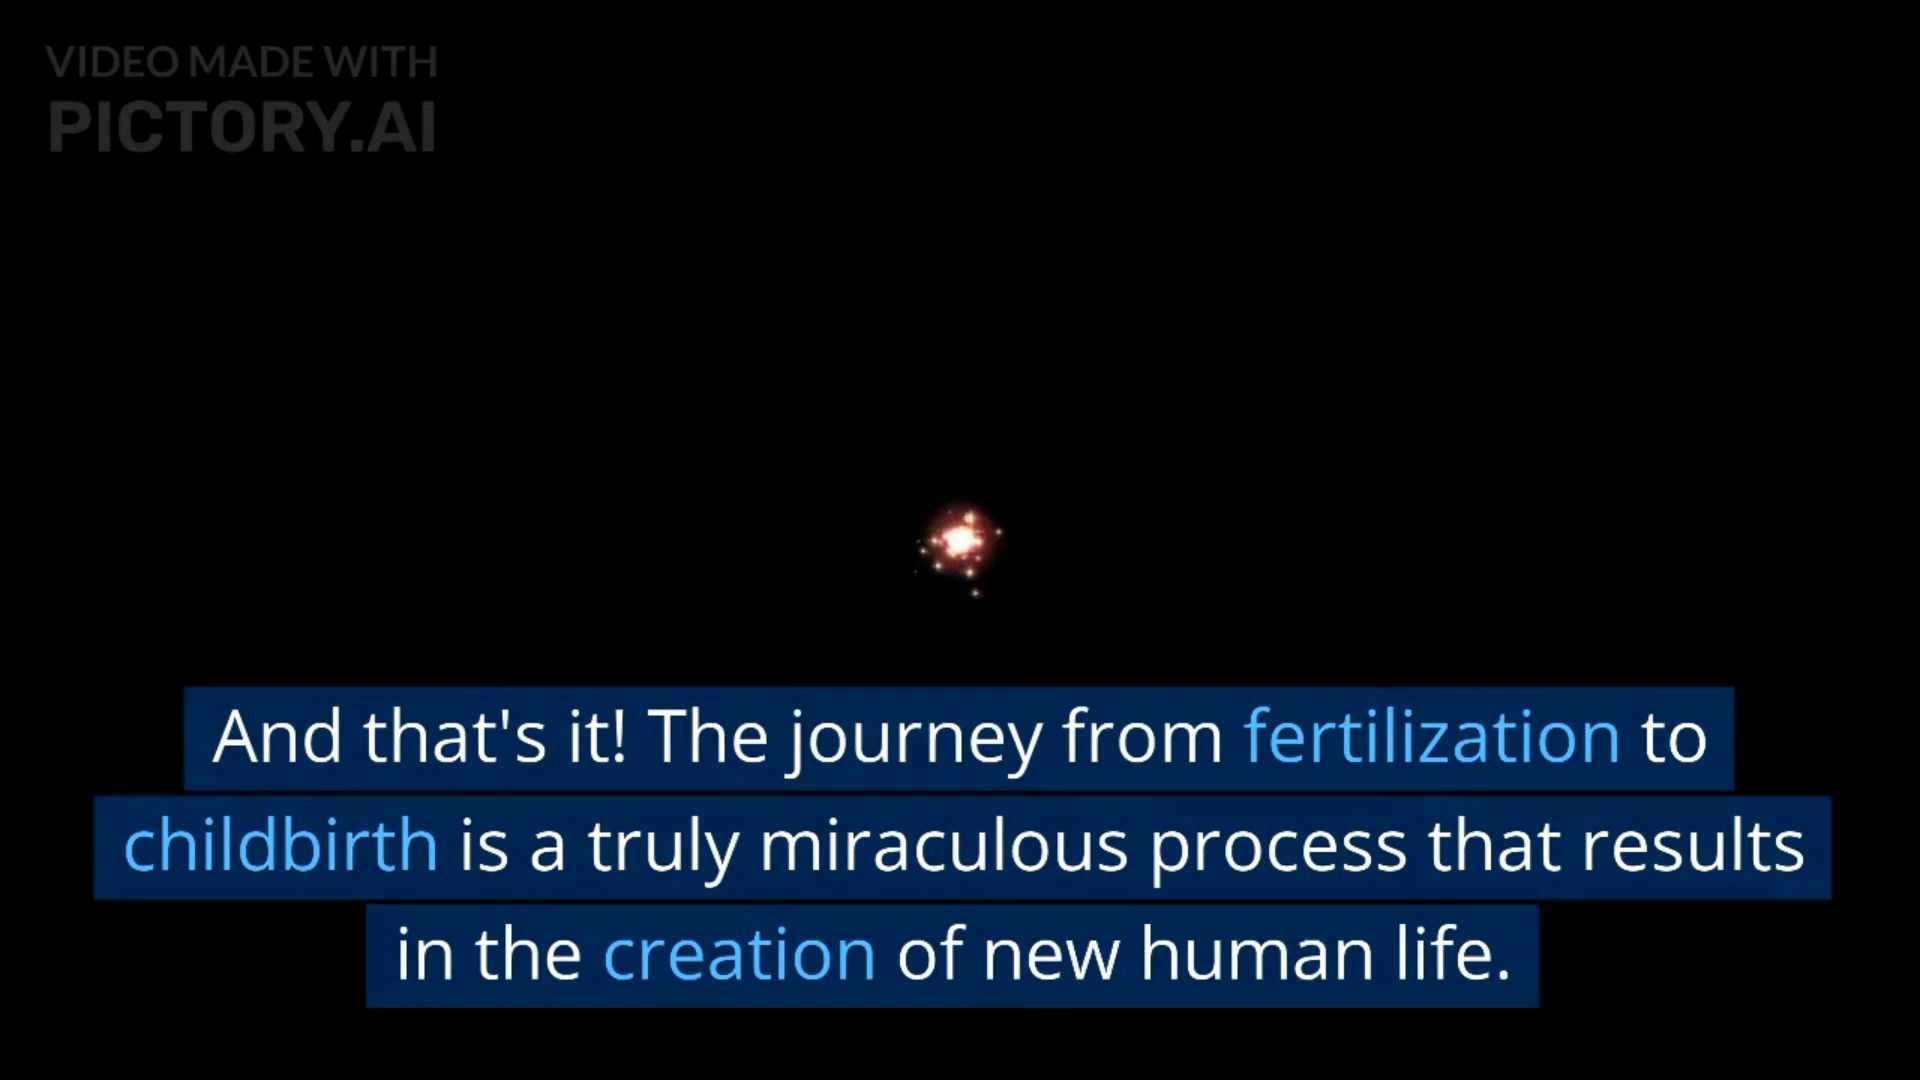 VIDEO MADE WITH
PICTORY.AI
And that's it! The journey from fertilization to
childbirth is a truly miraculous process that results
in the creation of new human life.